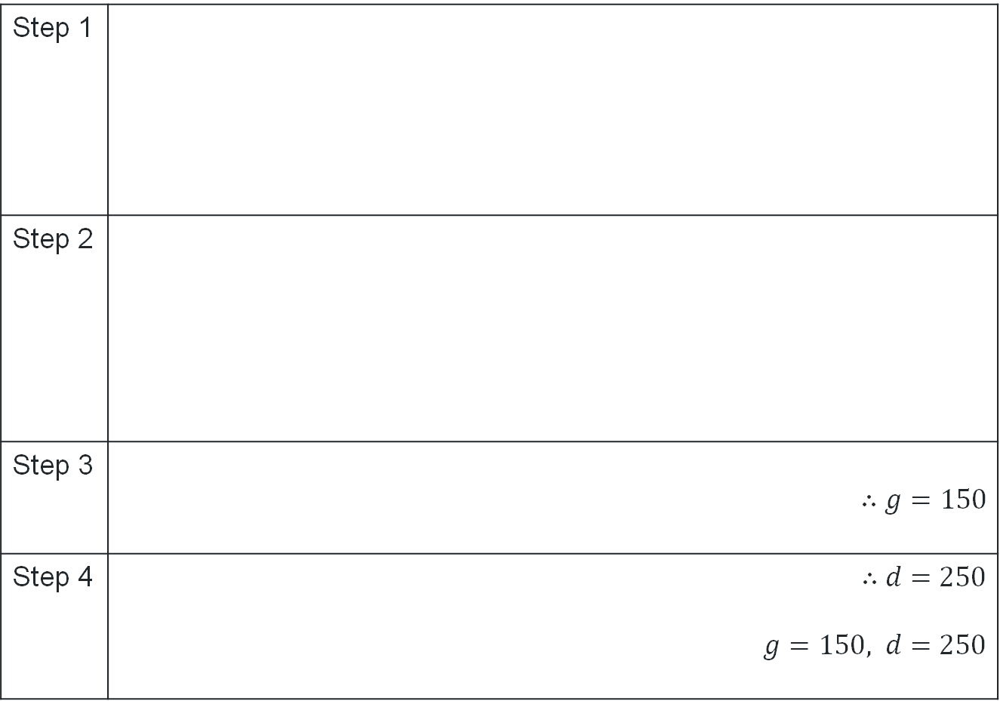 Step 1
Step 2
Step 3
∴ g = 150
Step 4
∴ d = 250
g = 150, d = 250